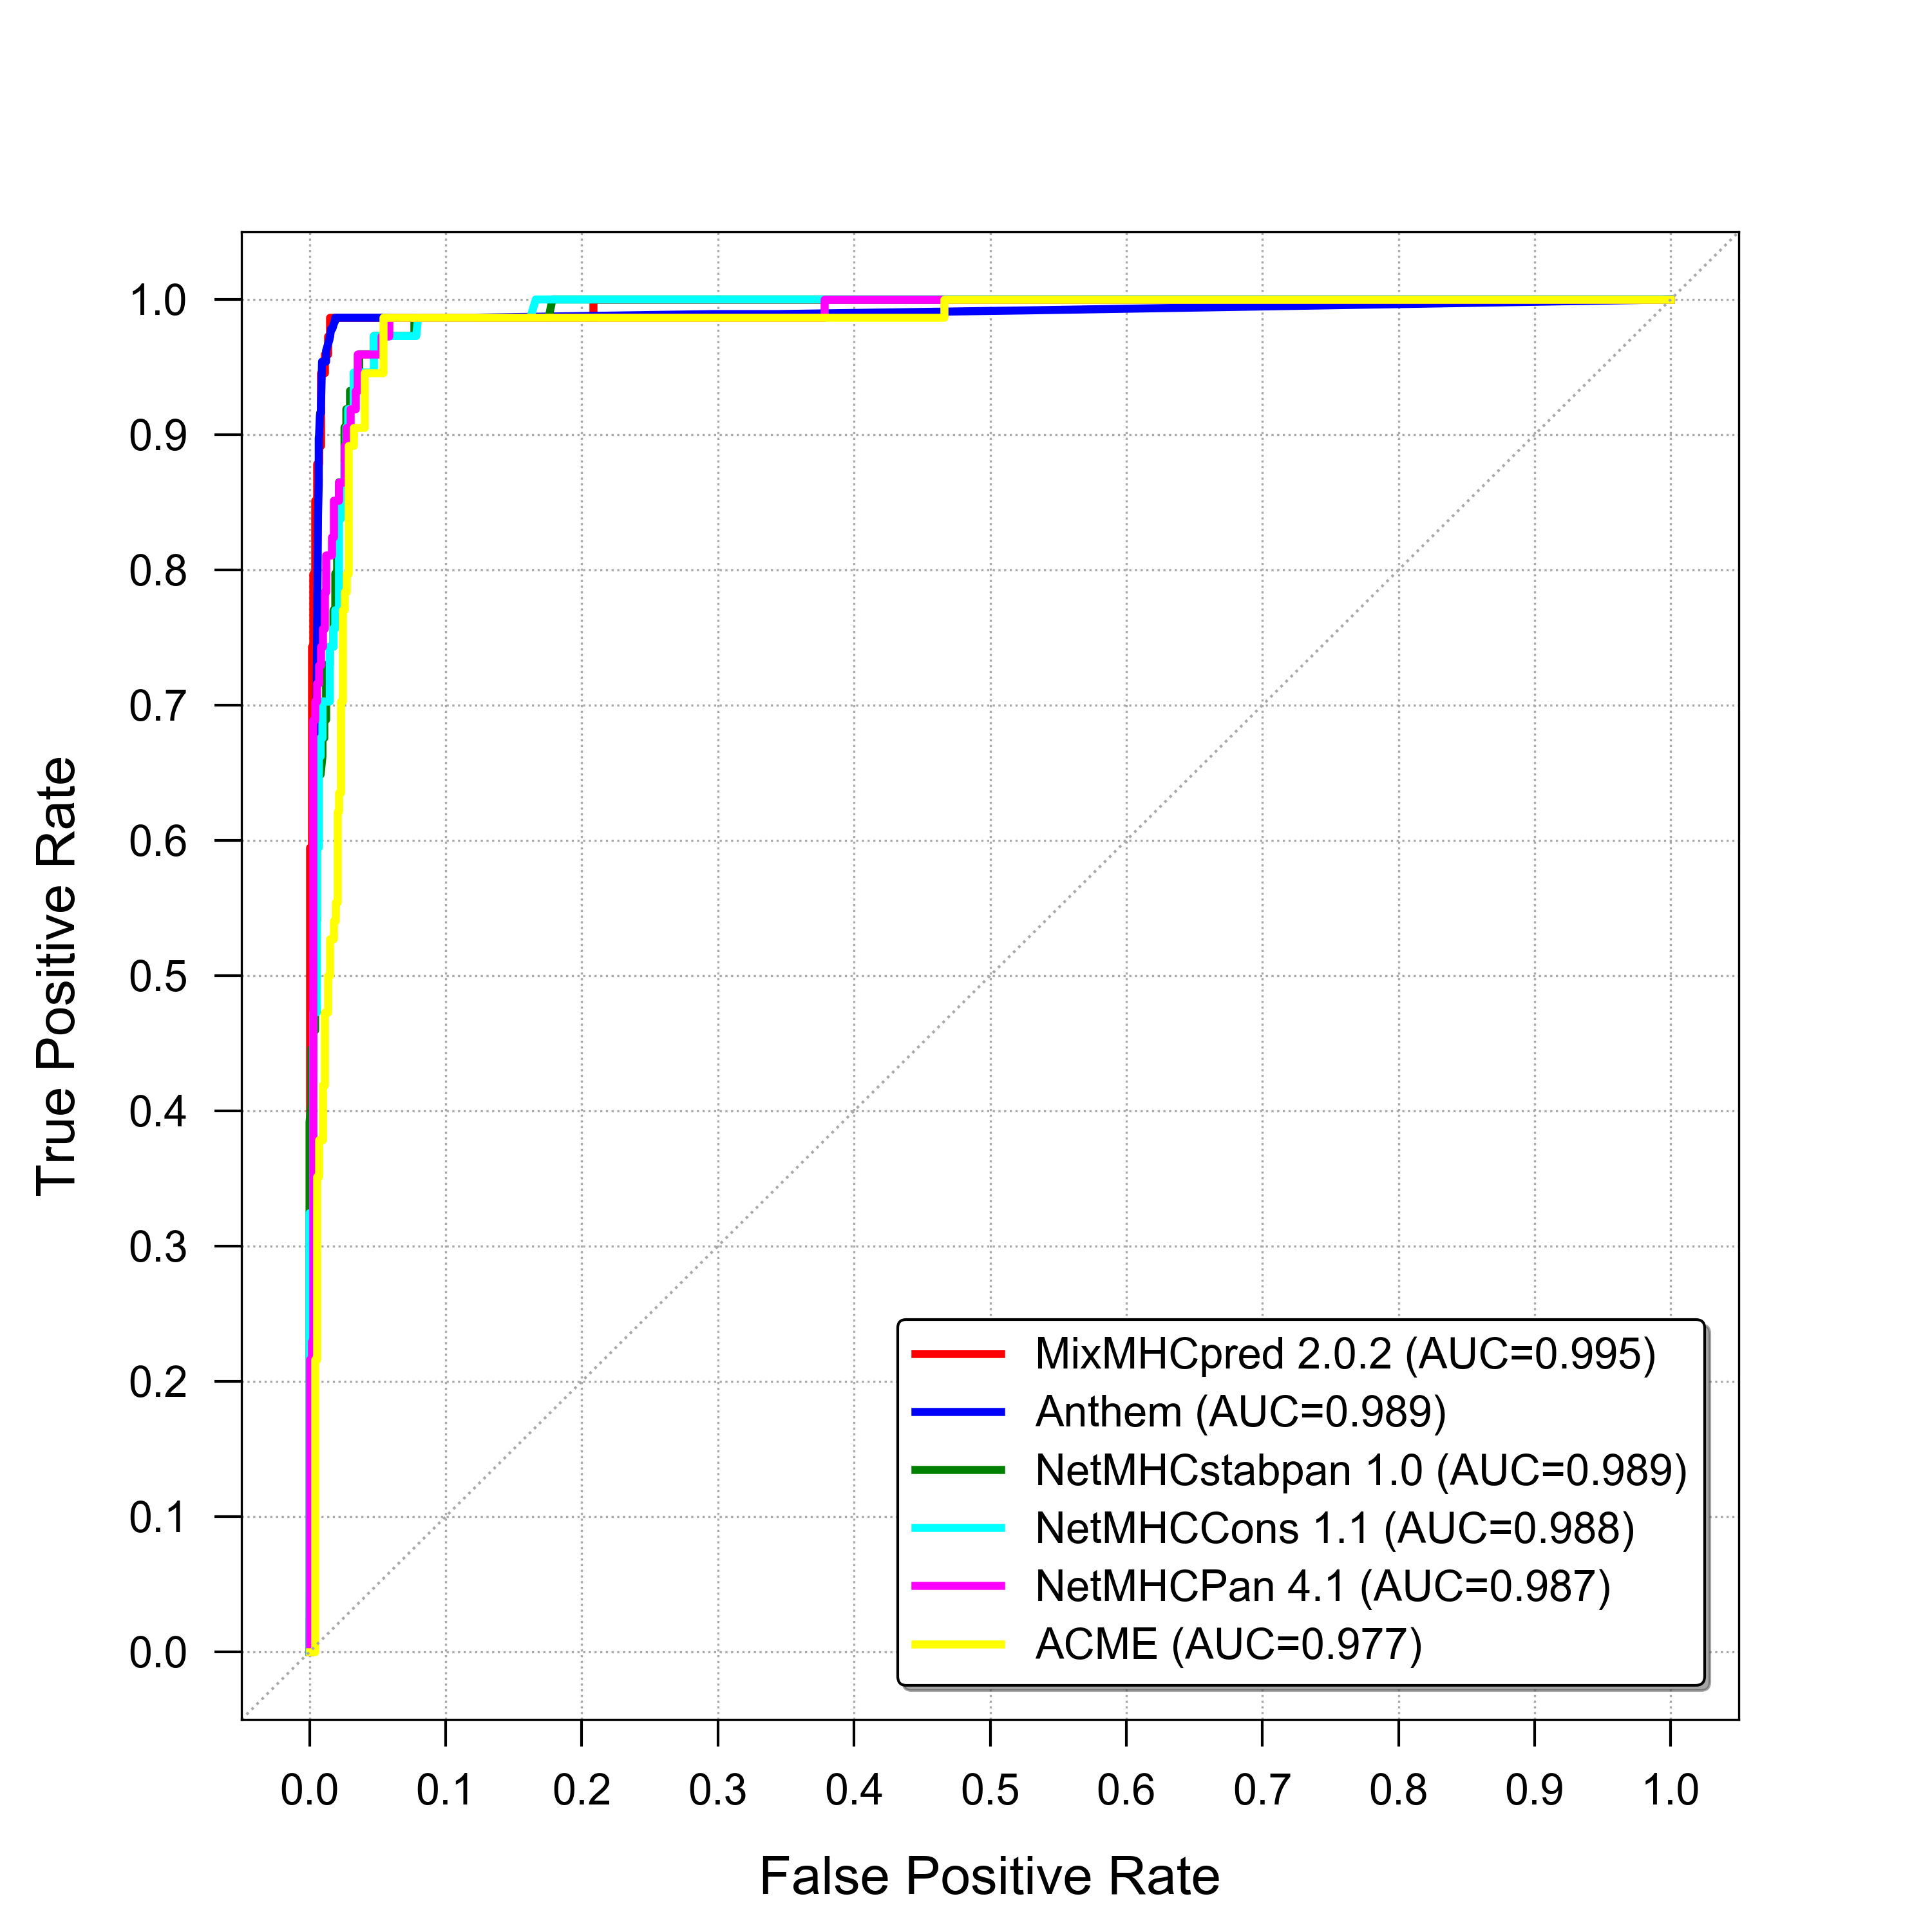 1.0
0.9
0.8
0.7
0.6
0.5
0.4
0.3
0.2
0.1
0.0
True Positive Rate
MixMHCpred 2.0.2 (AUC=0.995)
Anthem (AUC=0.989)
NetMHCstabpan 1.0 (AUC=0.989)
NetMHCCons 1.1 (AUC=0.988)
NetMHCPan 4.1 (AUC=0.987)
ACME (AUC=0.977)
0.0 0.1 0.2 0.3 0.4 0.5 0.6 0.7 0.8 0.9 1.0
False Positive Rate